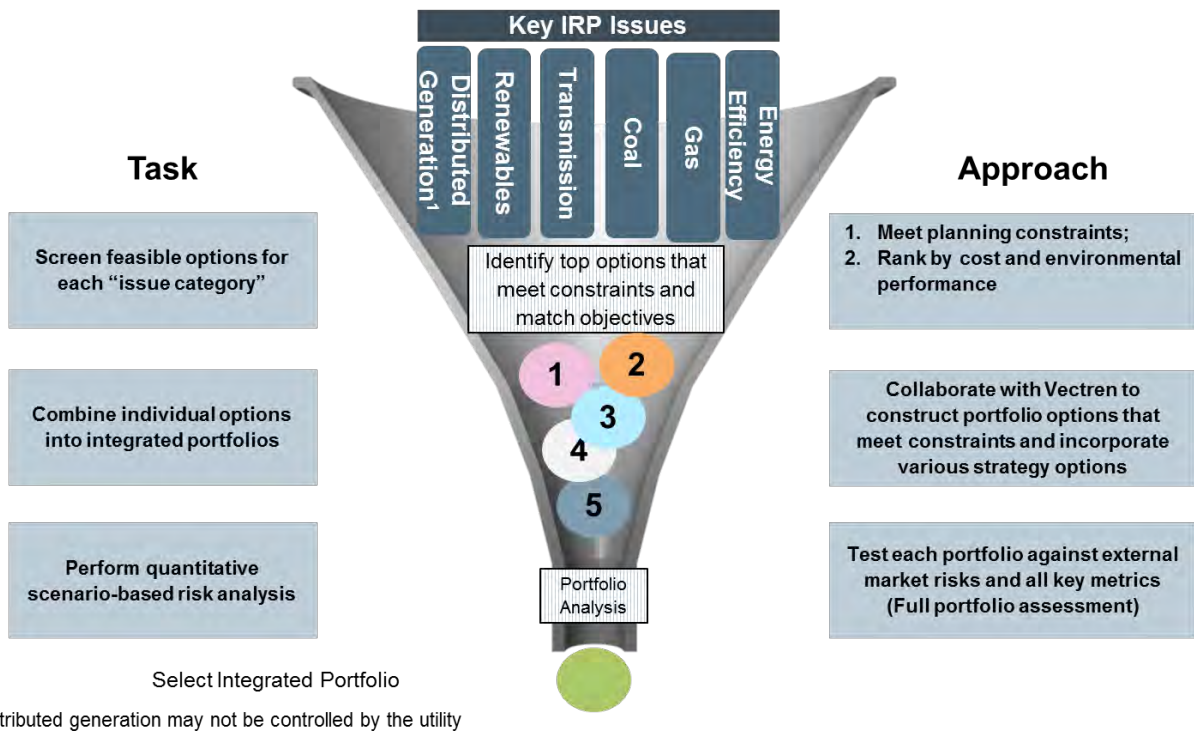 Key IRP Issues
Distributed
Generation¹
Renewables
Transmission
Coal
Gas
Energy
Efficiency
Task
Approach
Screen feasible options for
each “issue category”
Identify top options that
meet constraints and
match objectives
1. Meet planning constraints;
2. Rank by cost and environmental
performance
1
2
3
4
5
Combine individual options
into integrated portfolios
Collaborate with Vectren to
construct portfolio options that
meet constraints and incorporate
various strategy options
Perform quantitative
scenario-based risk analysis
Portfolio
Analysis
Test each portfolio against external
market risks and all key metrics
(Full portfolio assessment)
Select Integrated Portfolio
tributed generation may not be controlled by the utility